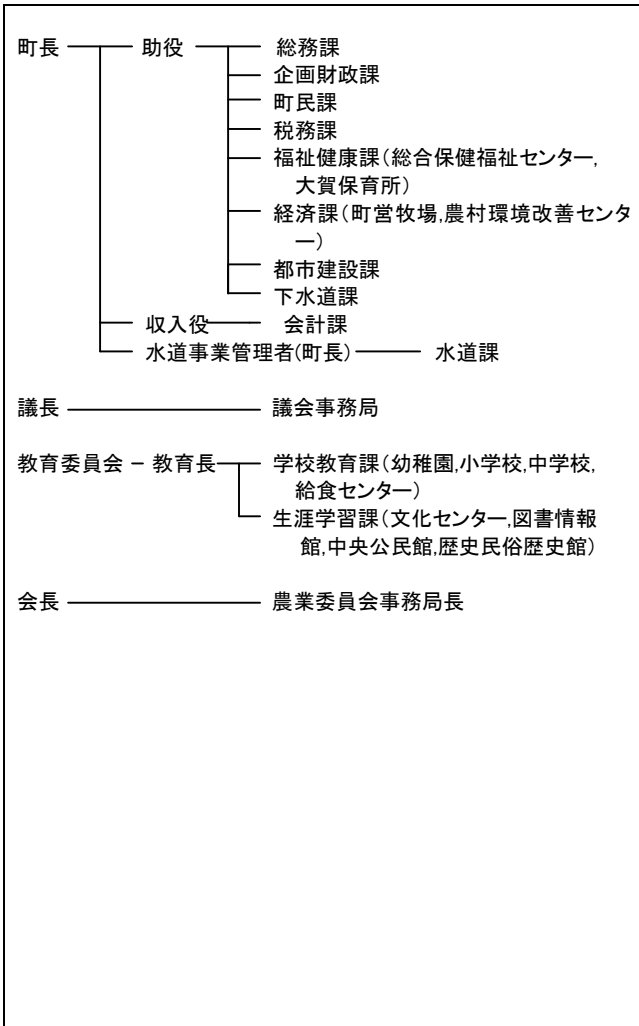 町長 助役 総務課
企画財政課
町民課
税務課
福祉健康課(総合保健福祉センター,
大賀保育所)
経済課(町営牧場,農村環境改善センタ
ー)
都市建設課
下水道課
収入役 会計課
水道事業管理者(町長) 水道課
議長 議会事務局
教育委員会 − 教育長 学校教育課(幼稚園,小学校,中学校,
給食センター)
生涯学習課(文化センター,図書情報
館,中央公民館,歴史民俗歴史館)
会長 農業委員会事務局長